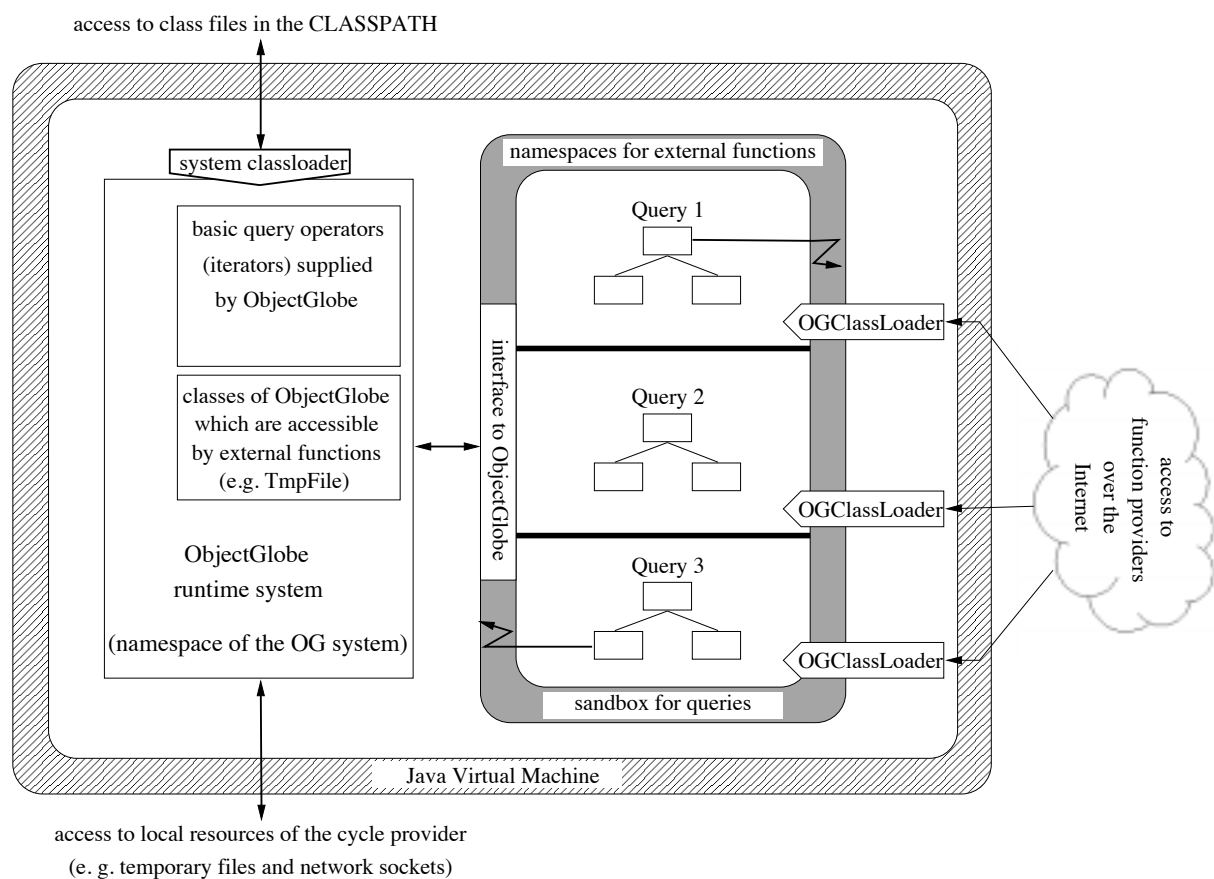 access to class files in the CLASSPATH
system classloader
basic query operators
(iterators) supplied
by ObjectGlobe
classes of ObjectGlobe
which are accessible
by external functions
(e.g. TmpFile)
ObjectGlobe
runtime system
(namespace of the OG system)
interface to ObjectGlobe
namespaces for external functions
Query 1
OGClassLoader
Query 2
OGClassLoader
Query 3
OGClassLoader
sandbox for queries
access to
function providers
over the
Internet
Java Virtual Machine
access to local resources of the cycle provider
(e. g. temporary files and network sockets)